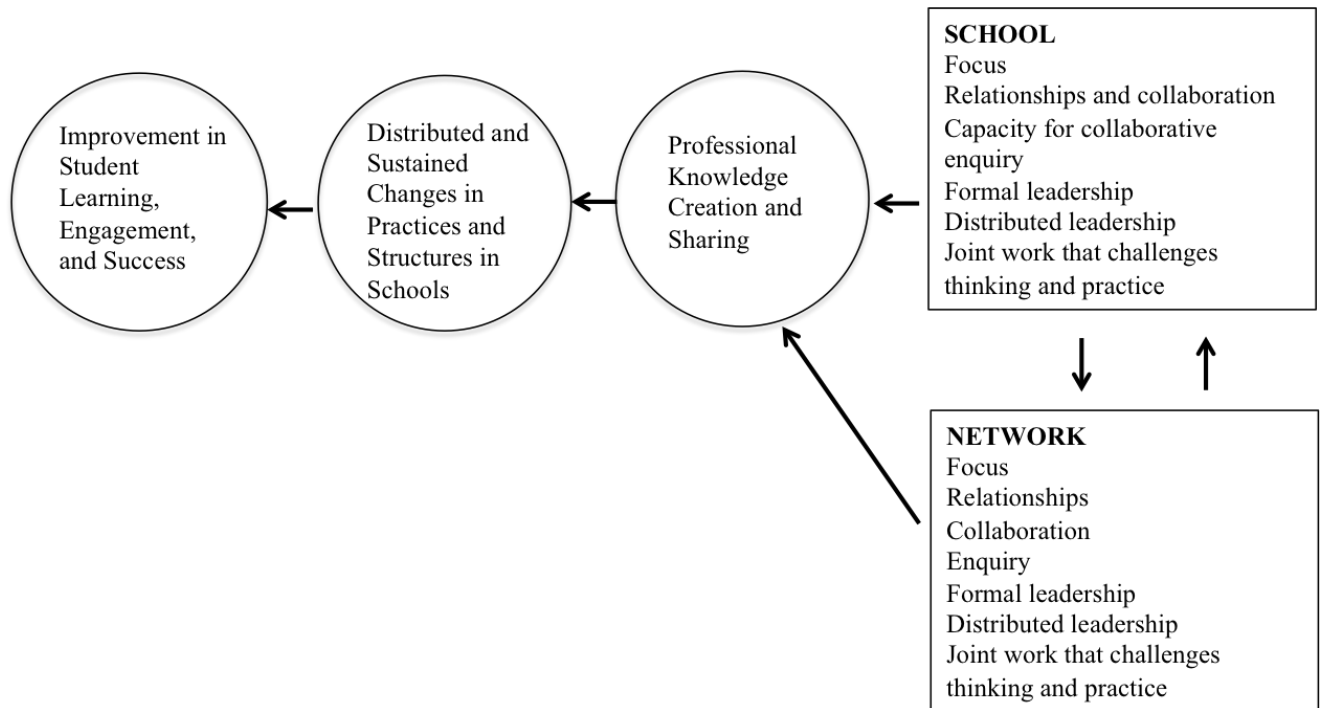 Improvement in
Student
Learning,
Engagement,
and Success
Distributed and
Sustained
Changes in
Practices and
Structures in
Schools
Professional
Knowledge
Creation and
Sharing
SCHOOL
Focus
Relationships and collaboration
Capacity for collaborative
enquiry
Formal leadership
Distributed leadership
Joint work that challenges
thinking and practice
NETWORK
Focus
Relationships
Collaboration
Enquiry
Formal leadership
Distributed leadership
Joint work that challenges
thinking and practice